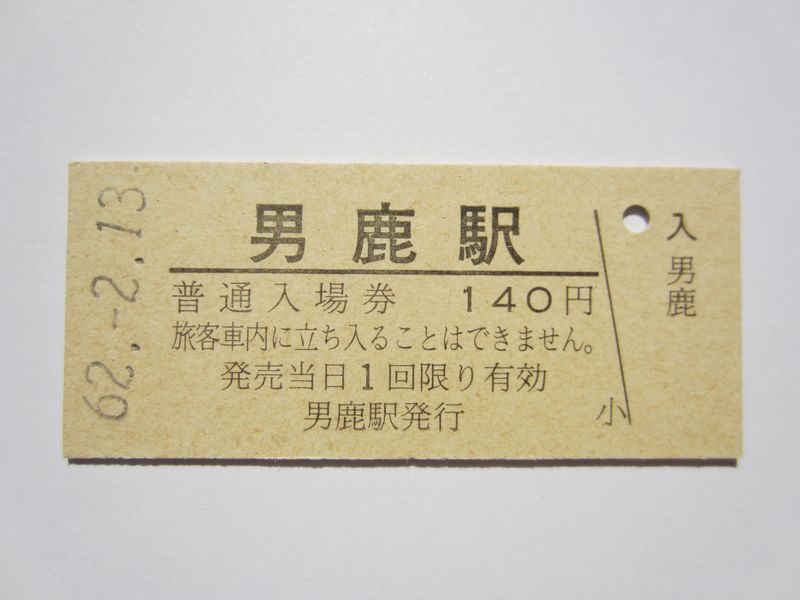 62.-2.13.
男鹿駅
普通入場券 140円
旅客車内に立ち入ることはできません。
発売当日1回限り有効
男鹿駅発行
小
入
男鹿